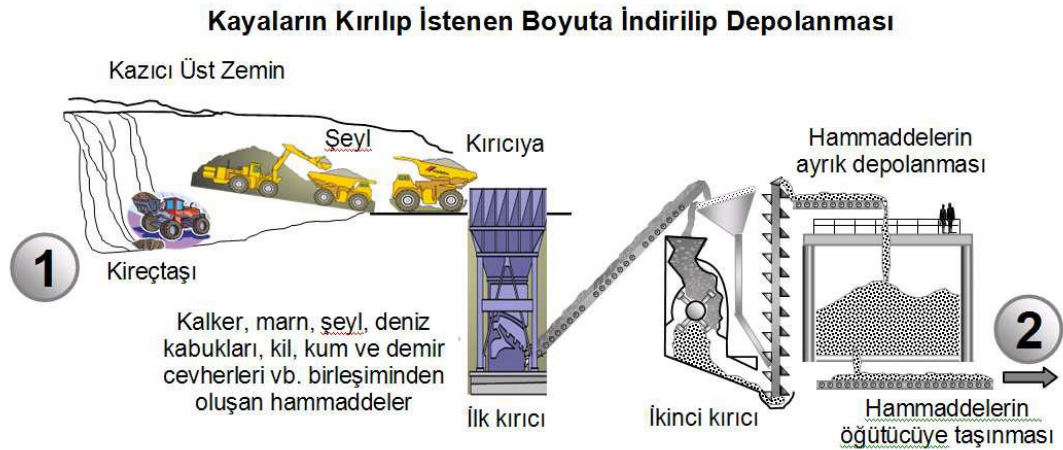 Kayaların Kırılıp İstenen Boyuta İndirilip Depolanması
Kazıcı Üst Zemin
Şeyl
Kırıcıya
Hammaddelerin
ayrık depolanması
1
Kireçtaşı
Kalker, marn, şeyl, deniz
kabukları, kil, kum ve demir
cevherleri vb. birleşiminden
oluşan hammaddeler
İlk kırıcı
İkinci kırıcı
2
Hammaddelerin
öğütücüye taşınması